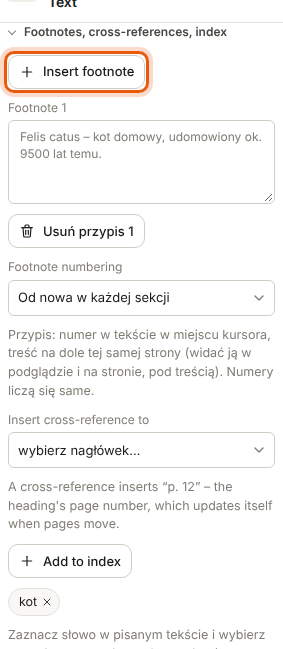 Text
Footnotes, cross-references, index
Insert footnote
Footnote 1
Felis catus – kot domowy, udomowiony ok.
9500 lat temu.
Usuń przypis 1
Footnote numbering
Od nowa w każdej sekcji
Przypis: numer w tekście w miejscu kursora,
treść na dole tej samej strony (widać ją w
podglądzie i na stronie, pod treścią). Numery
liczą się same.
Insert cross-reference to
wybierz nagłówek...
A cross-reference inserts “p. 12” – the
heading's page number, which updates itself
when pages move.
Add to index
kot ×
Zaznacz słowo w pisanym tekście i wybierz